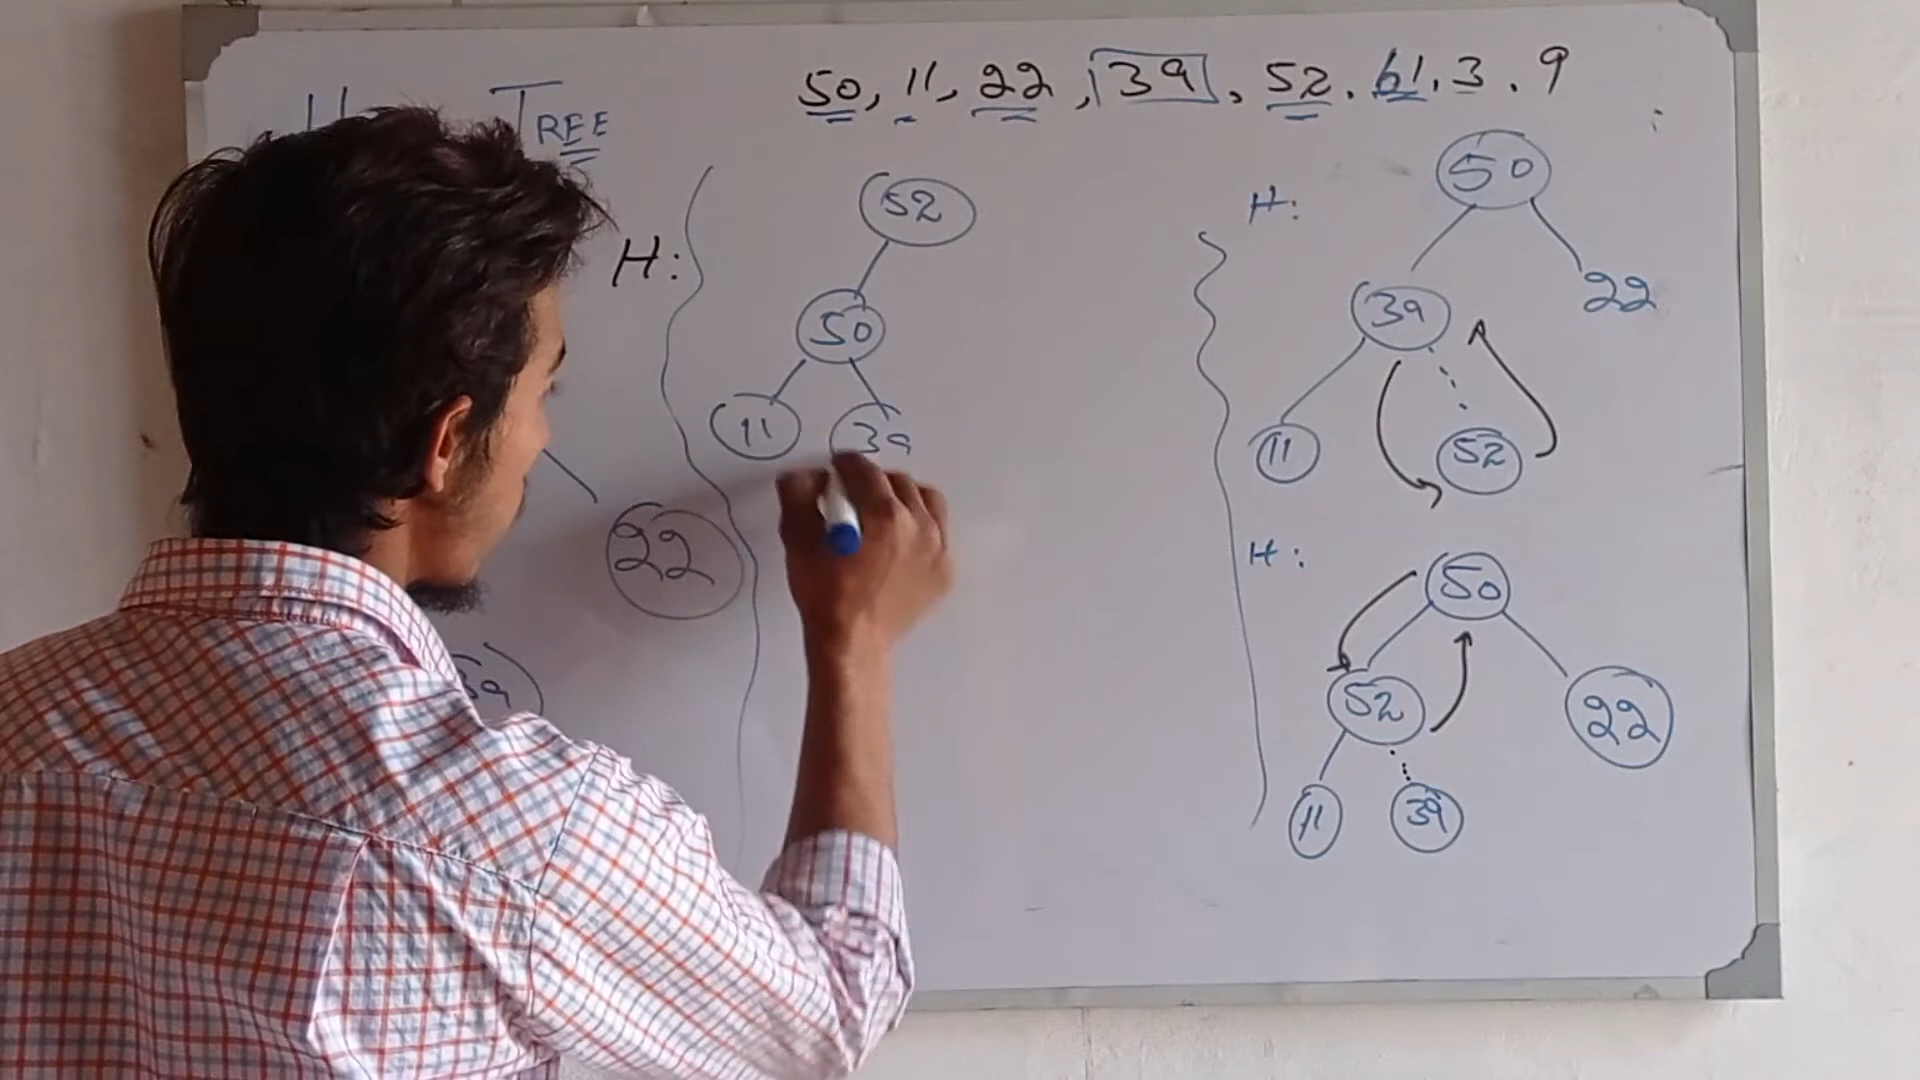 TREE
50, 11, 22, 39, 52, 61, 3, 9
H:
52
50
11 39
22
39
H:
50
39 22
11 52
H:
50
52 22
11 39